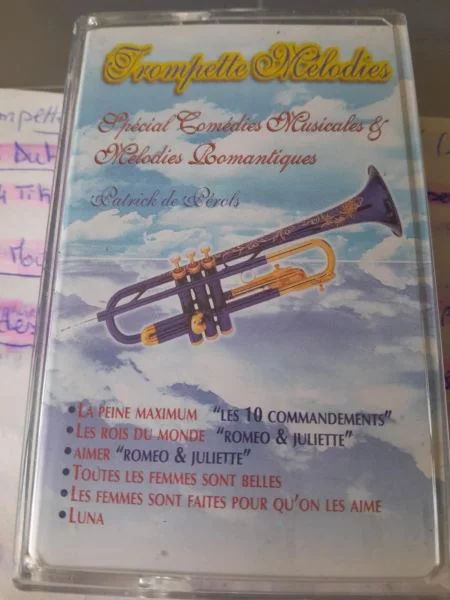 Trompette Mélodies
Spécial Comédies Musicales &
Mélodies Romantiques
Patrick de Pérols
• LA PEINE MAXIMUM "LES 10 COMMANDEMENTS"
• LES ROIS DU MONDE "ROMEO & JULIETTE"
• AIMER "ROMEO & JULIETTE"
• TOUTES LES FEMMES SONT BELLES
• LES FEMMES SONT FAITES POUR QU'ON LES AIME
• LUNA